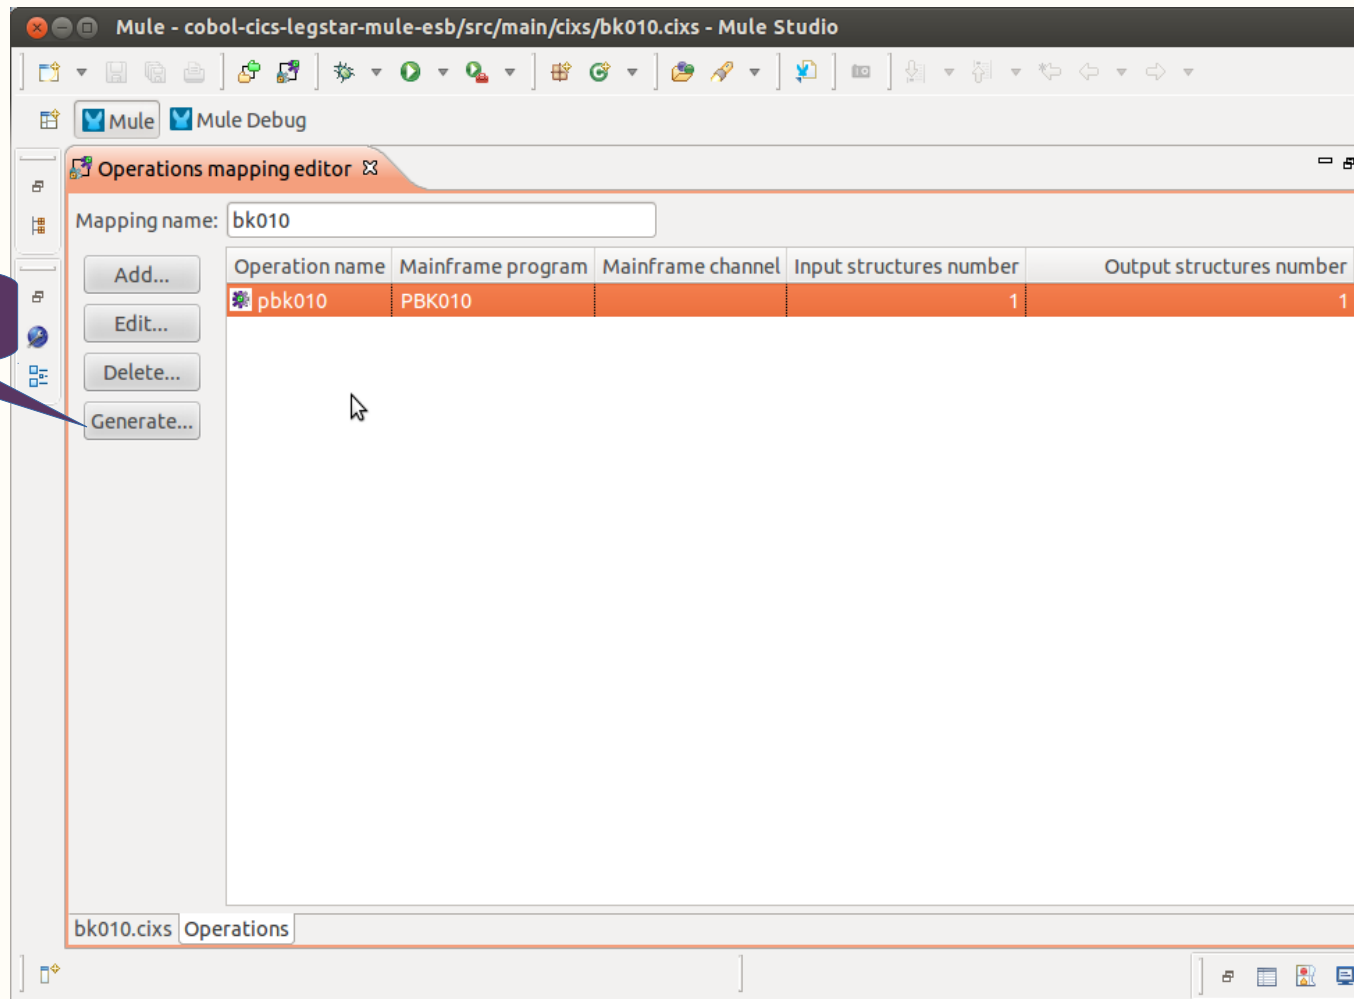 Mule - cobol-cics-legstar-mule-esb/src/main/cixs/bk010.cixs - Mule Studio
Mule Mule Debug
Operations mapping editor
Mapping name: bk010
Add...
Edit...
Delete...
Generate...
Operation name Mainframe program Mainframe channel Input structures number Output structures number
pbk010 PBK010 1 1
bk010.cixs Operations